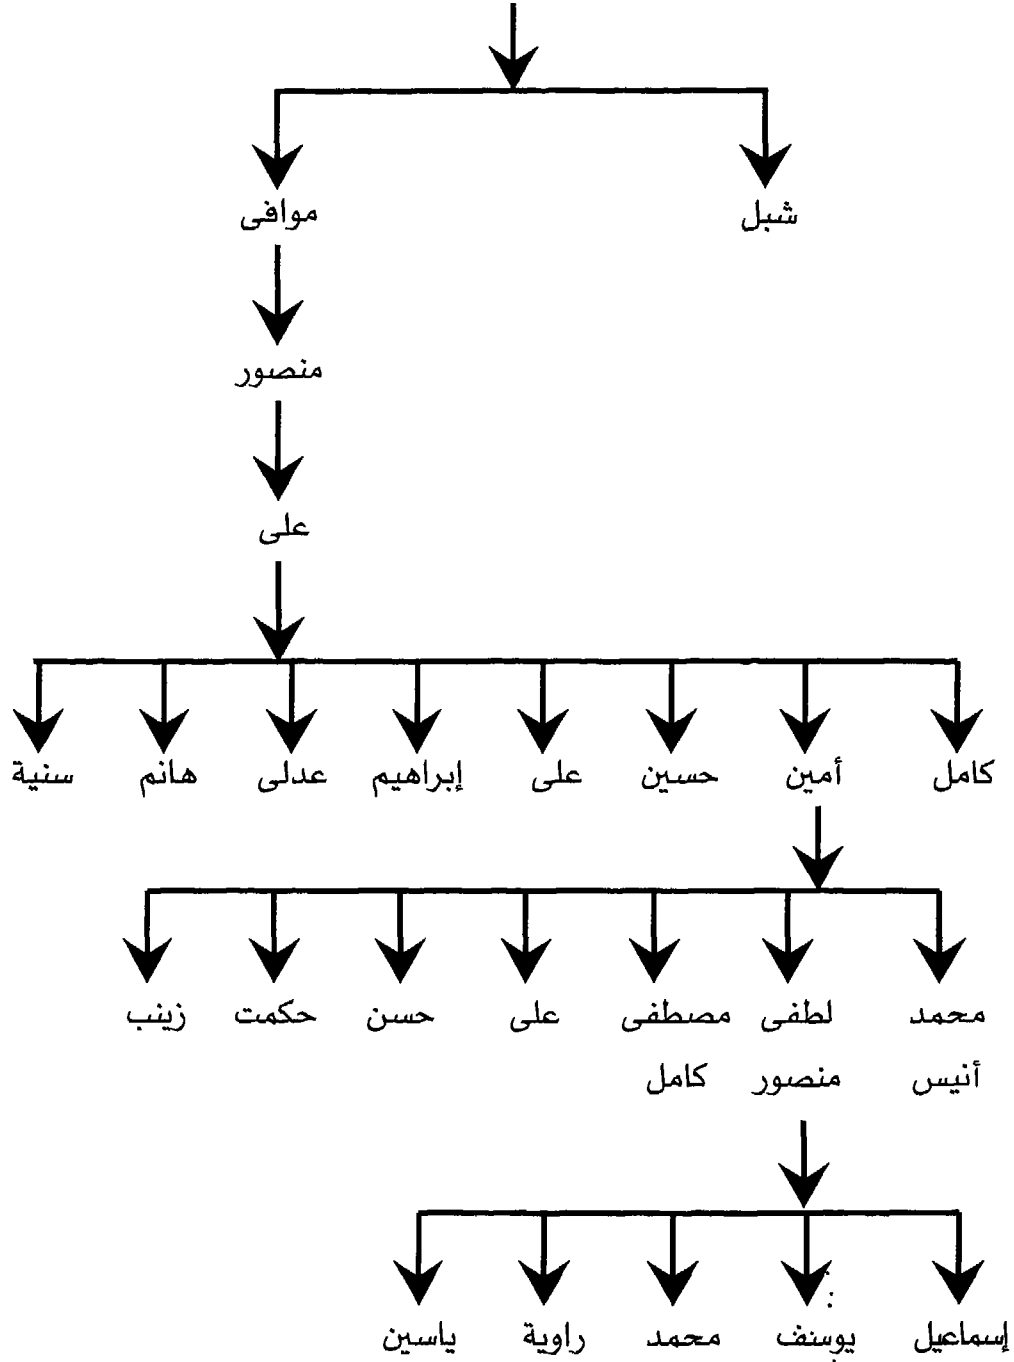 شبل موافى
منصور
على
كامل أمين حسين على إبراهيم عدلى هانم سنية
محمد لطفى مصطفى على حسن حكمت زينب
أنيس منصور كامل
إسماعيل يوسف محمد راوية ياسين